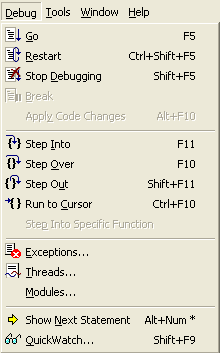 Debug Tools Window Help
Go F5
Restart Ctrl+Shift+F5
Stop Debugging Shift+F5
Break
Apply Code Changes Alt+F10
Step Into F11
Step Over F10
Step Out Shift+F11
Run to Cursor Ctrl+F10
Step Into Specific Function
Exceptions...
Threads...
Modules...
Show Next Statement Alt+Num *
QuickWatch... Shift+F9